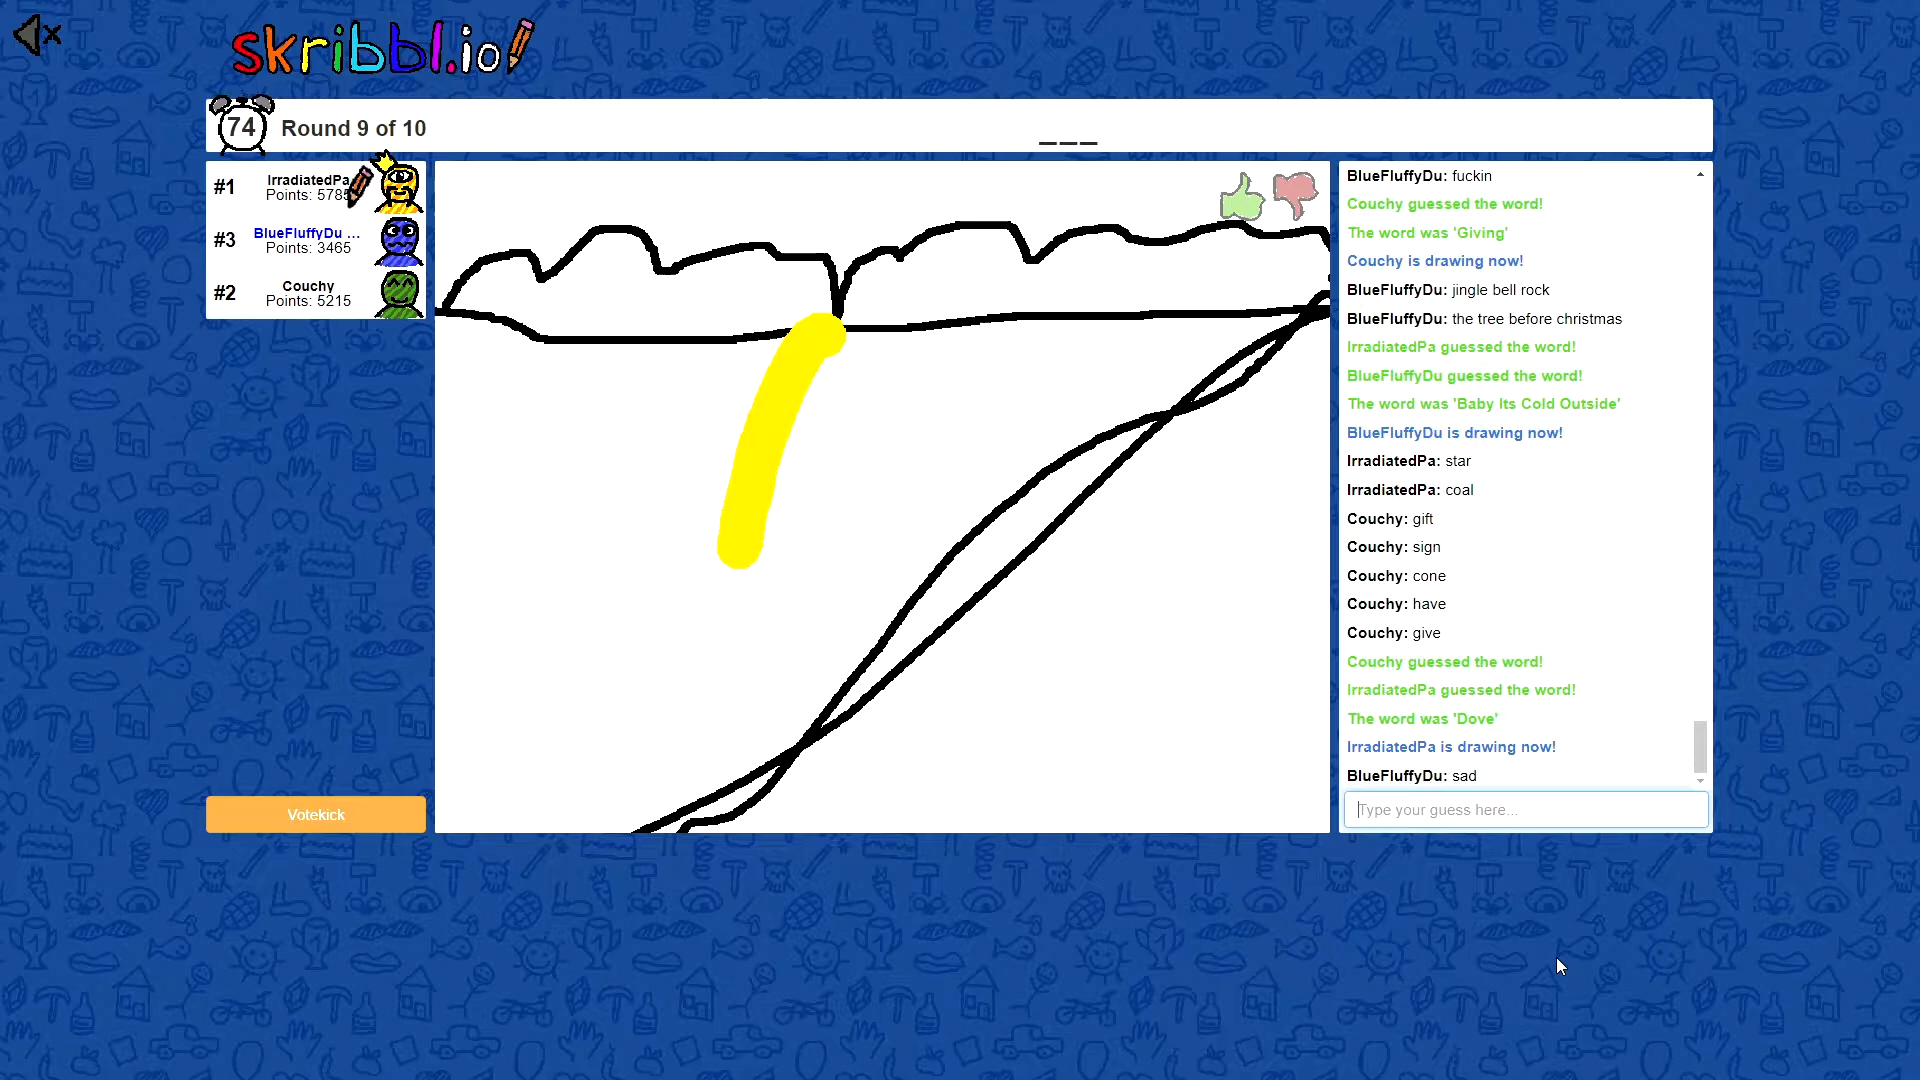 skribbl.io
74
Round 9 of 10
___
#1
IrradiatedPa
Points: 5785
#3
BlueFluffyDu ...
Points: 3465
#2
Couchy
Points: 5215
Votekick
BlueFluffyDu: fuckin
Couchy guessed the word!
The word was 'Giving'
Couchy is drawing now!
BlueFluffyDu: jingle bell rock
BlueFluffyDu: the tree before christmas
IrradiatedPa guessed the word!
BlueFluffyDu guessed the word!
The word was 'Baby Its Cold Outside'
BlueFluffyDu is drawing now!
IrradiatedPa: star
IrradiatedPa: coal
Couchy: gift
Couchy: sign
Couchy: cone
Couchy: have
Couchy: give
Couchy guessed the word!
IrradiatedPa guessed the word!
The word was 'Dove'
IrradiatedPa is drawing now!
BlueFluffyDu: sad
Type your guess here...